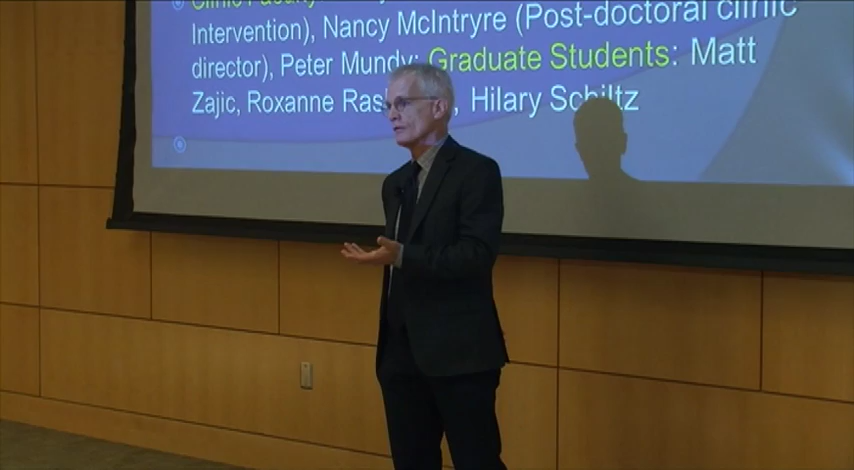 Intervention), Nancy McIntryre (Post-doctoral clinic
director), Peter Mundy; Graduate Students: Matt
Zajic, Roxanne Ras , Hilary Schiltz